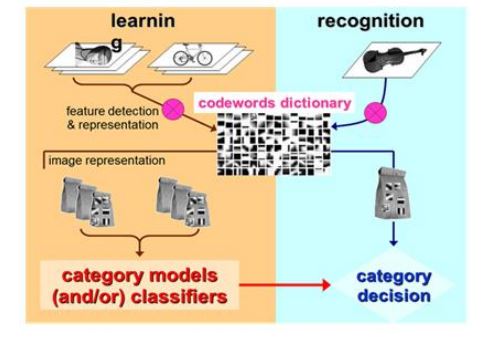 learnin
g
recognition
codewords dictionary
feature detection
& representation
image representation
category models
(and/or) classifiers
category
decision